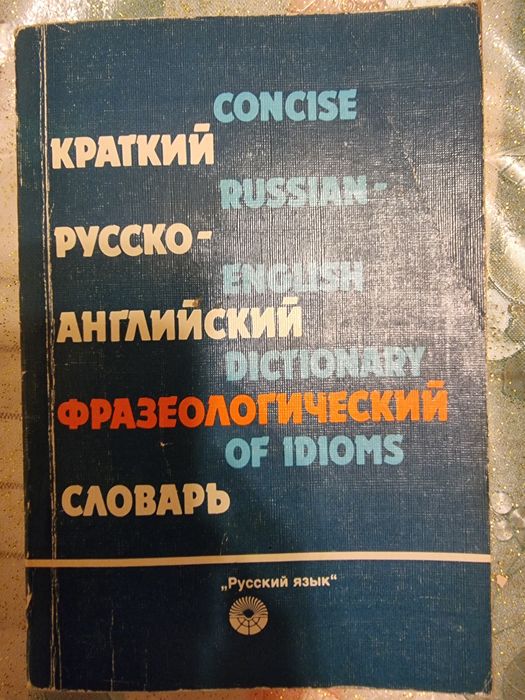 CONCISE
КРАТКИЙ
RUSSIAN-
РУССКО-
ENGLISH
АНГЛИЙСКИЙ
DICTIONARY
ФРАЗЕОЛОГИЧЕСКИЙ
OF IDIOMS
СЛОВАРЬ
„Русский язык“